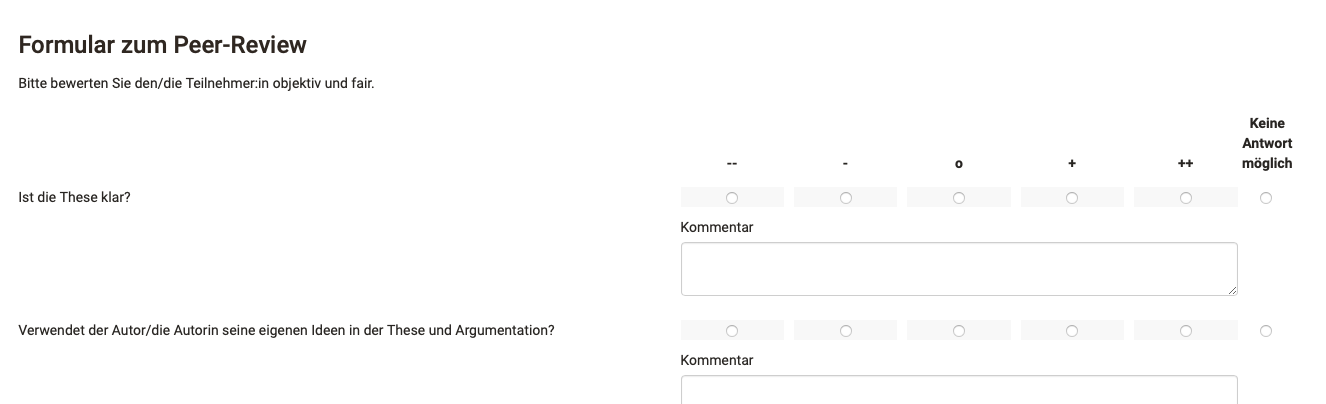 Formular zum Peer-Review
Bitte bewerten Sie den/die Teilnehmer:in objektiv und fair.
-- - o + ++ Keine Antwort möglich
Ist die These klar?
Kommentar
Verwendet der Autor/die Autorin seine eigenen Ideen in der These und Argumentation?
Kommentar